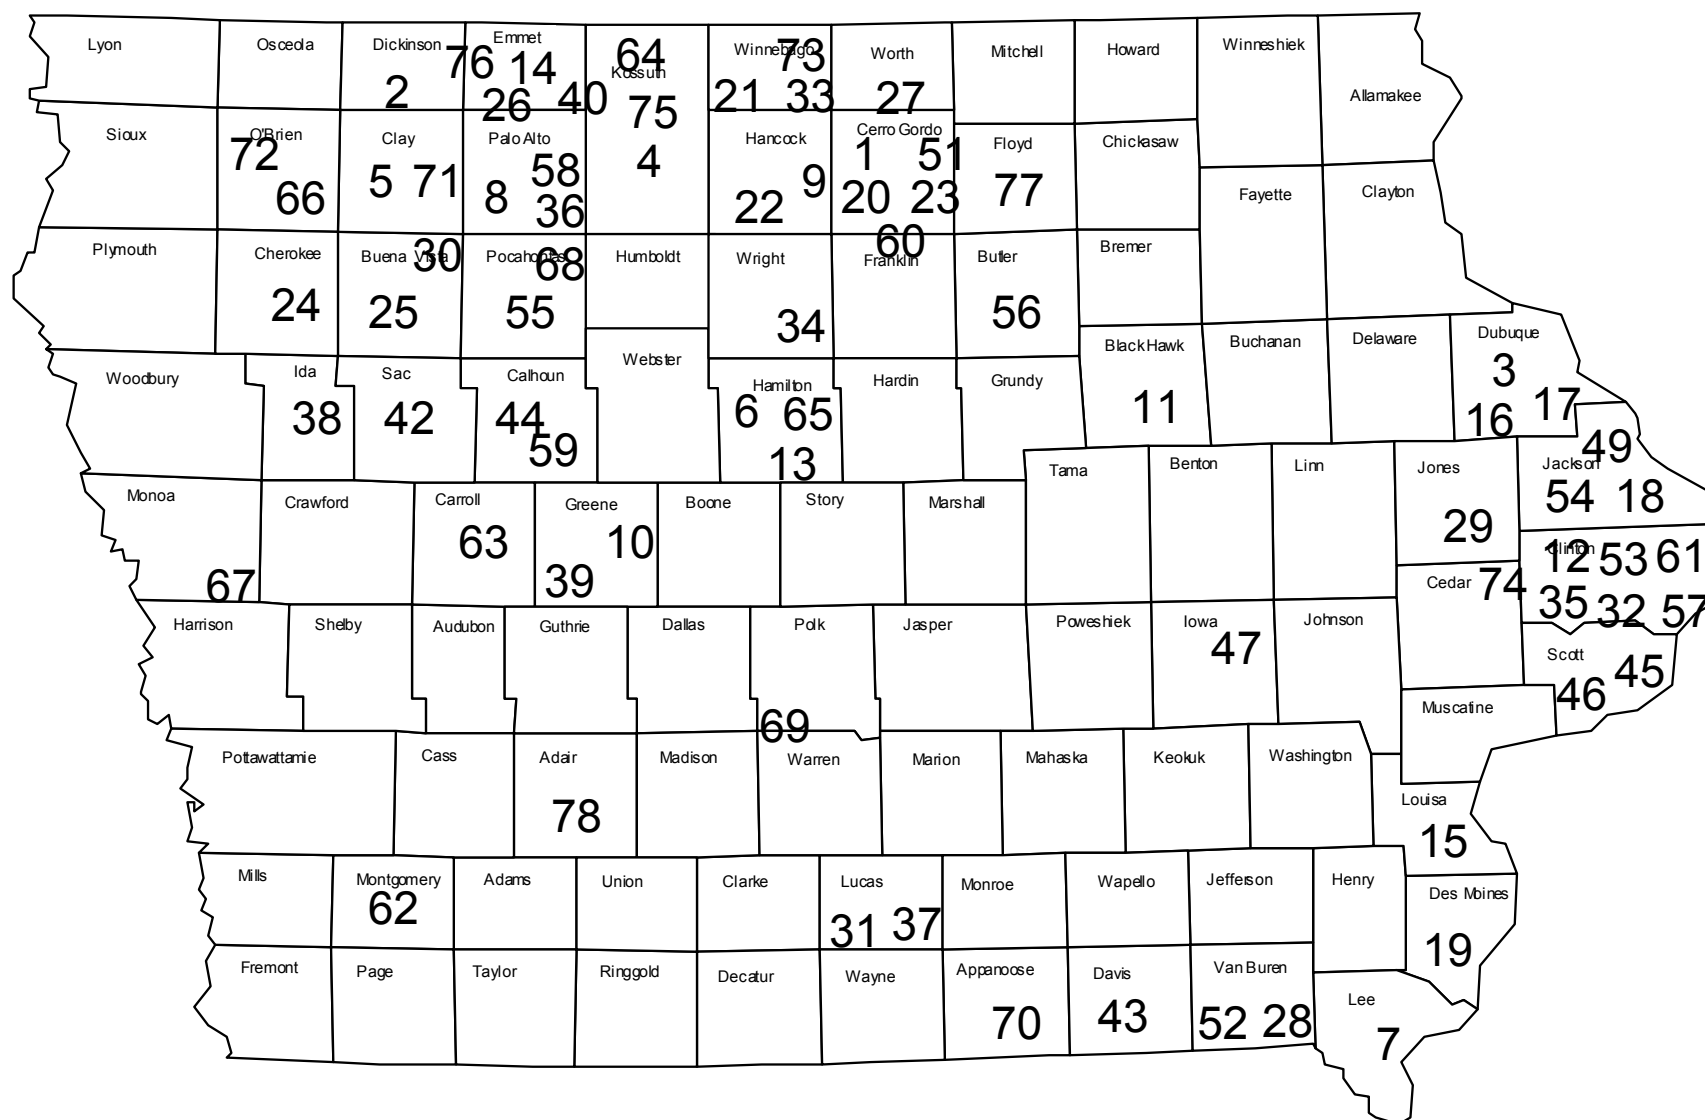 Lyon Osceola Dickinson Emmet Kossuth Winnebago Worth Mitchell Howard Winneshiek Allamakee
2 76 14 26 40 64 75 4 73 21 33 27
Sioux O'Brien Clay Palo Alto Hancock Cerro Gordo Floyd Chickasaw Fayette Clayton
72 66 5 71 8 58 36 22 9 1 51 20 23 60 77
Plymouth Cherokee Buena Vista Pocahontas Humboldt Wright Franklin Butler Bremer
24 30 25 68 55 34 56
Woodbury Ida Sac Calhoun Webster Hamilton Hardin Grundy Black Hawk Buchanan Delaware Dubuque
38 42 44 59 6 65 13 11 3 16 17
Monoa Crawford Carroll Greene Boone Story Marshall Tama Benton Linn Jones Jackson
67 63 10 39 29 49 54 18
Clinton Cedar
12 53 61 74 35 32 57
Harrison Shelby Audubon Guthrie Dallas Polk Jasper Poweshiek Iowa Johnson Scott Muscatine
69 47 45 46
Pottawattamie Cass Adair Madison Warren Marion Mahaska Keokuk Washington Louisa
78 15
Mills Montgomery Adams Union Clarke Lucas Monroe Wapello Jefferson Henry Des Moines
62 31 37 19
Fremont Page Taylor Ringgold Decatur Wayne Appanoose Davis Van Buren Lee
70 43 52 28 7